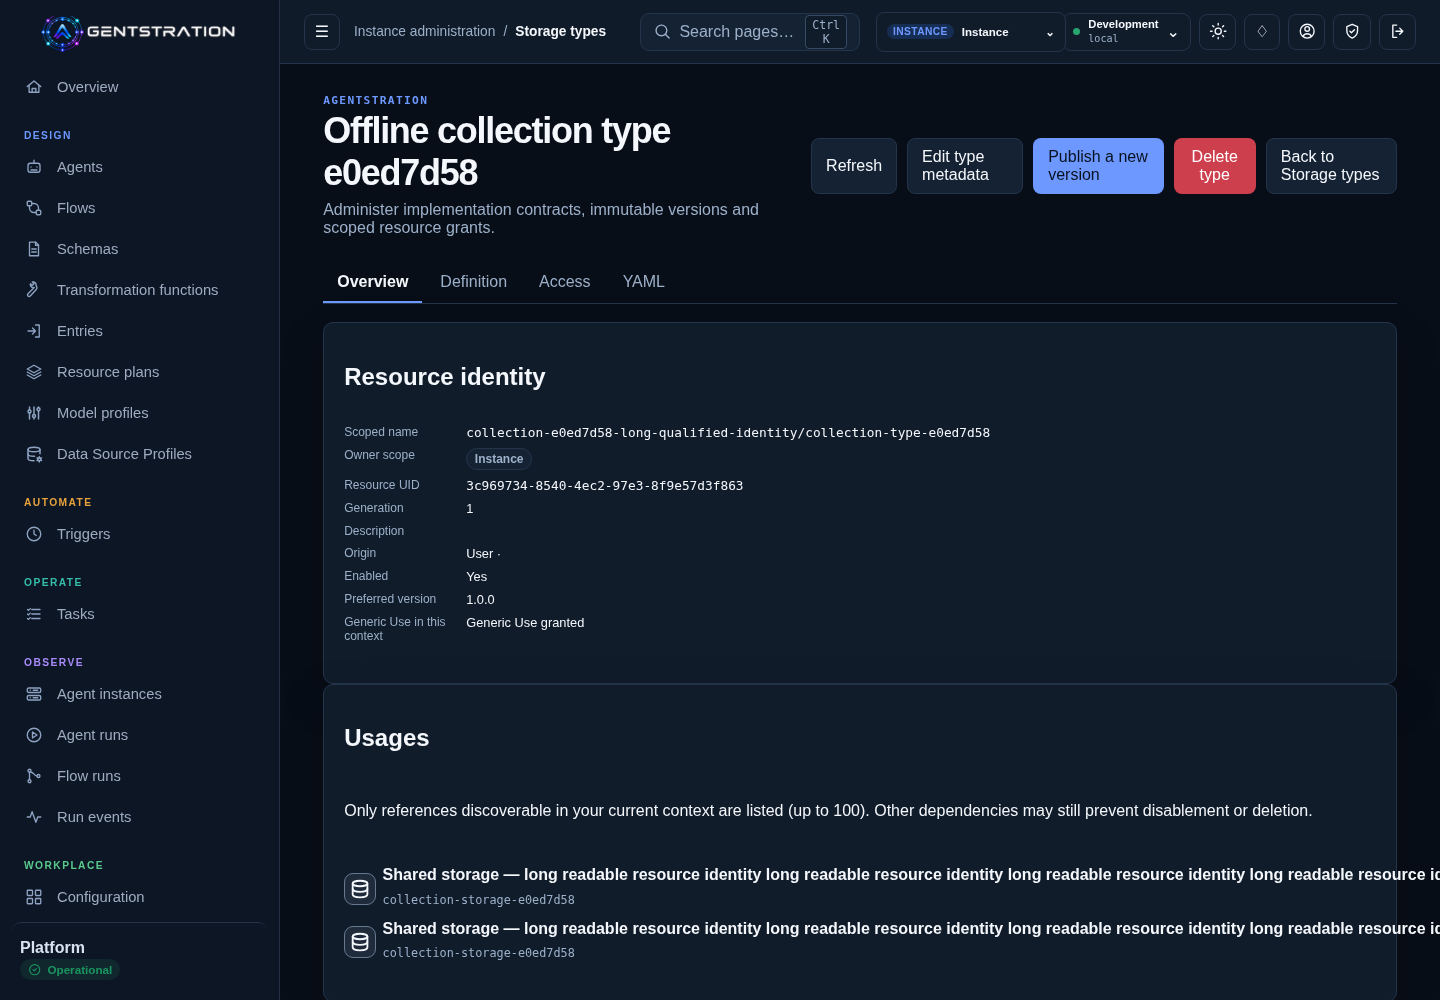 GENTSTRATION
Overview
DESIGN
Agents
Flows
Schemas
Transformation functions
Entries
Resource plans
Model profiles
Data Source Profiles
AUTOMATE
Triggers
OPERATE
Tasks
OBSERVE
Agent instances
Agent runs
Flow runs
Run events
WORKPLACE
Configuration
Platform
Operational
Instance administration / Storage types
Search pages…
Ctrl
K
INSTANCE Instance
Development
local
AGENTSTRATION
Offline collection type
e0ed7d58
Administer implementation contracts, immutable versions and
scoped resource grants.
Refresh
Edit type
metadata
Publish a new
version
Delete
type
Back to
Storage types
Overview Definition Access YAML
Resource identity
Scoped name collection-e0ed7d58-long-qualified-identity/collection-type-e0ed7d58
Owner scope Instance
Resource UID 3c969734-8540-4ec2-97e3-8f9e57d3f863
Generation 1
Description
Origin User ·
Enabled Yes
Preferred version 1.0.0
Generic Use in this
context
Generic Use granted
Usages
Only references discoverable in your current context are listed (up to 100). Other dependencies may still prevent disablement or deletion.
Shared storage — long readable resource identity long readable resource identity long readable resource identity long readable resource id
collection-storage-e0ed7d58
Shared storage — long readable resource identity long readable resource identity long readable resource identity long readable resource id
collection-storage-e0ed7d58